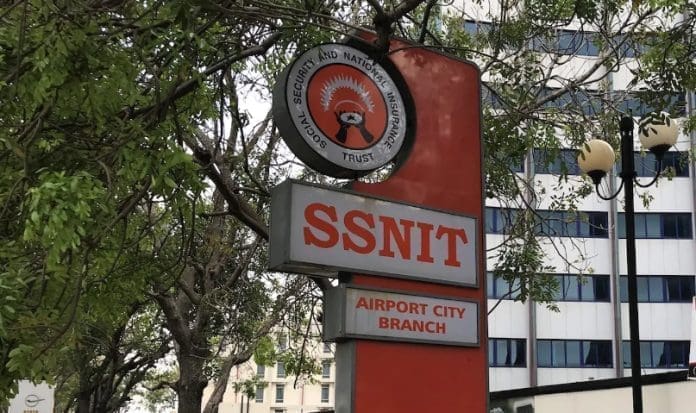 SOCIAL SECURITY AND NATIONAL INSURANCE
TRUST
SSNIT
AIRPORT CITY
BRANCH